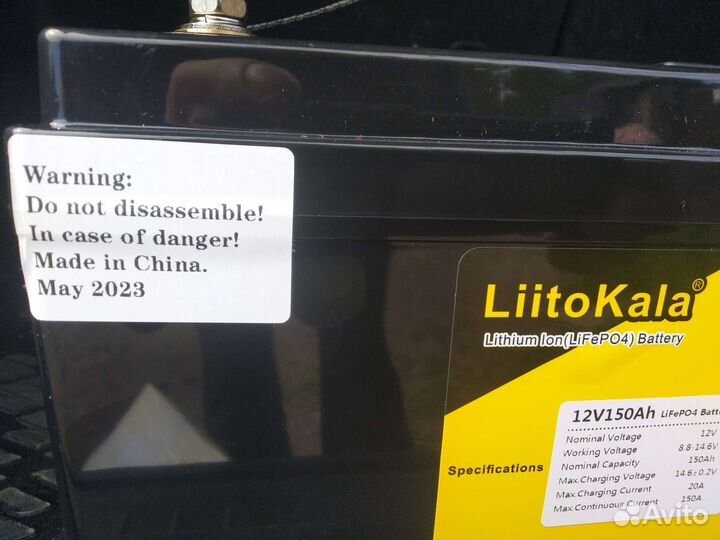 Warning:
Do not disassemble!
In case of danger!
Made in China.
May 2023
LiitoKala®
Lithium Ion(LiFePO4) Battery
12V150Ah LiFePO4 Batt
Specifications
Nominal Voltage 12V
Working Voltage 8.8-14.6V
Nominal Capacity 150Ah
Max.Charging Voltage 14.6±0.2V
Max.Charging Current 20A
Max.Continuous Current 150A
Avito